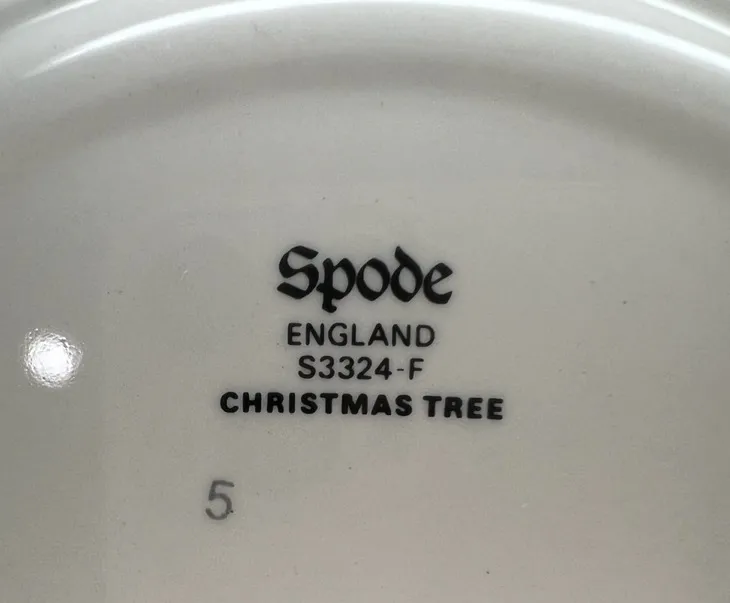 Spode
ENGLAND
S3324-F
CHRISTMAS TREE
5